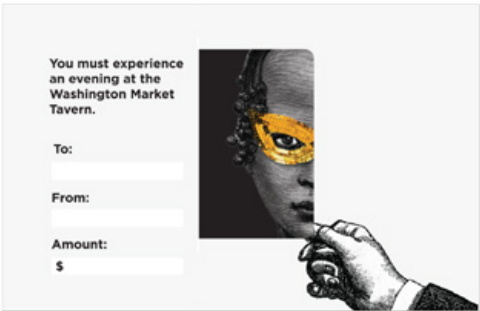 You must experience
an evening at the
Washington Market
Tavern.
To:
From:
Amount:
$